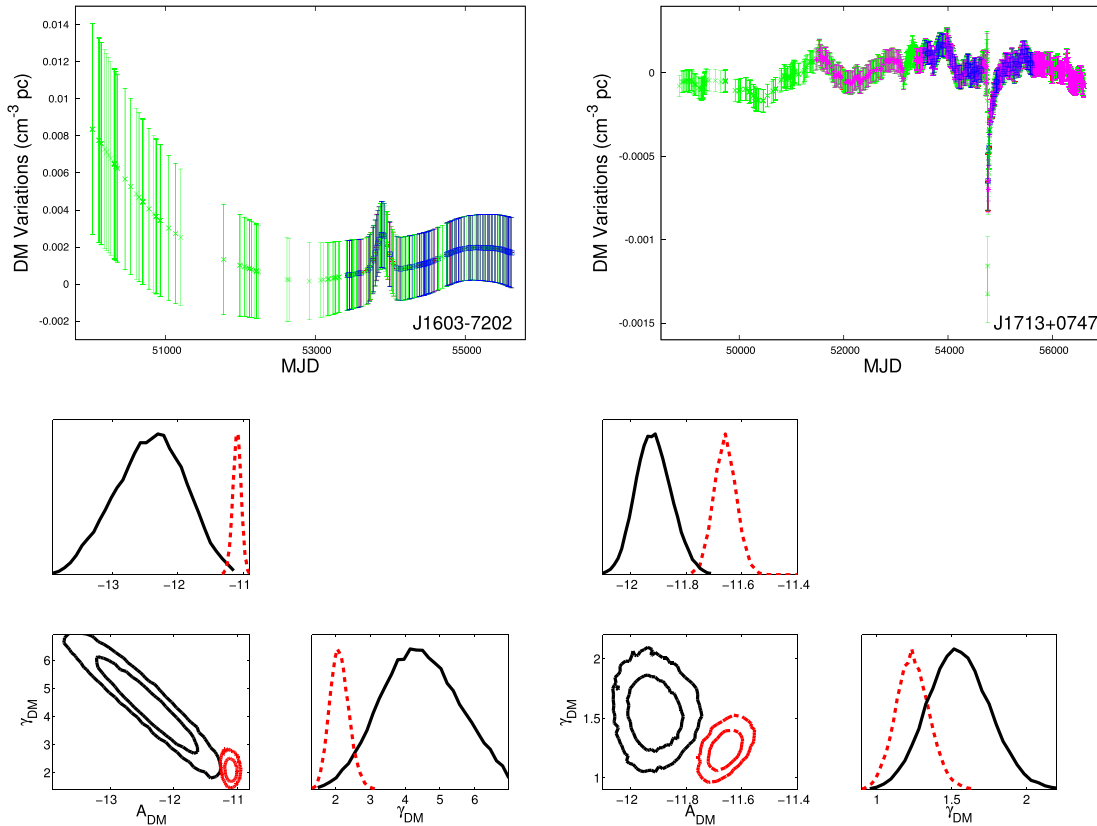 0.014
0.012
0.01
0.008
0.006
0.004
0.002
0
-0.002
DM Variations (cm-3 pc)
51000 53000 55000
MJD
J1603-7202
0
-0.0005
-0.001
-0.0015
DM Variations (cm-3 pc)
50000 52000 54000 56000
MJD
J1713+0747
−13 −12 −11
−12 −11.8 −11.6 −11.4
6
5
4
3
2
γDM
−13 −12 −11
ADM
2 3 4 5 6
γDM
2
1.5
1
γDM
−12 −11.8 −11.6 −11.4
ADM
1 1.5 2
γDM